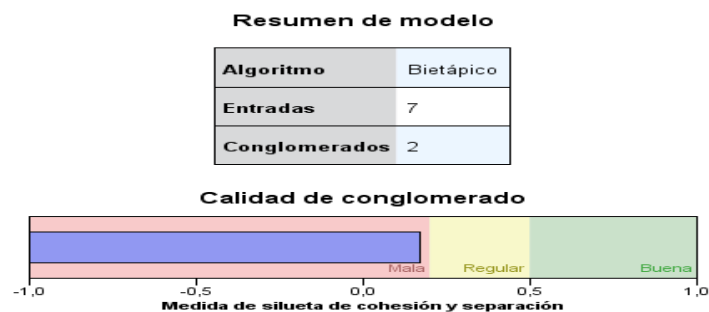 Resumen de modelo
Algoritmo Bietápico
Entradas 7
Conglomerados 2
Calidad de conglomerado
Mala Regular Buena
-1,0 -0,5 0,0 0,5 1,0
Medida de silueta de cohesión y separación